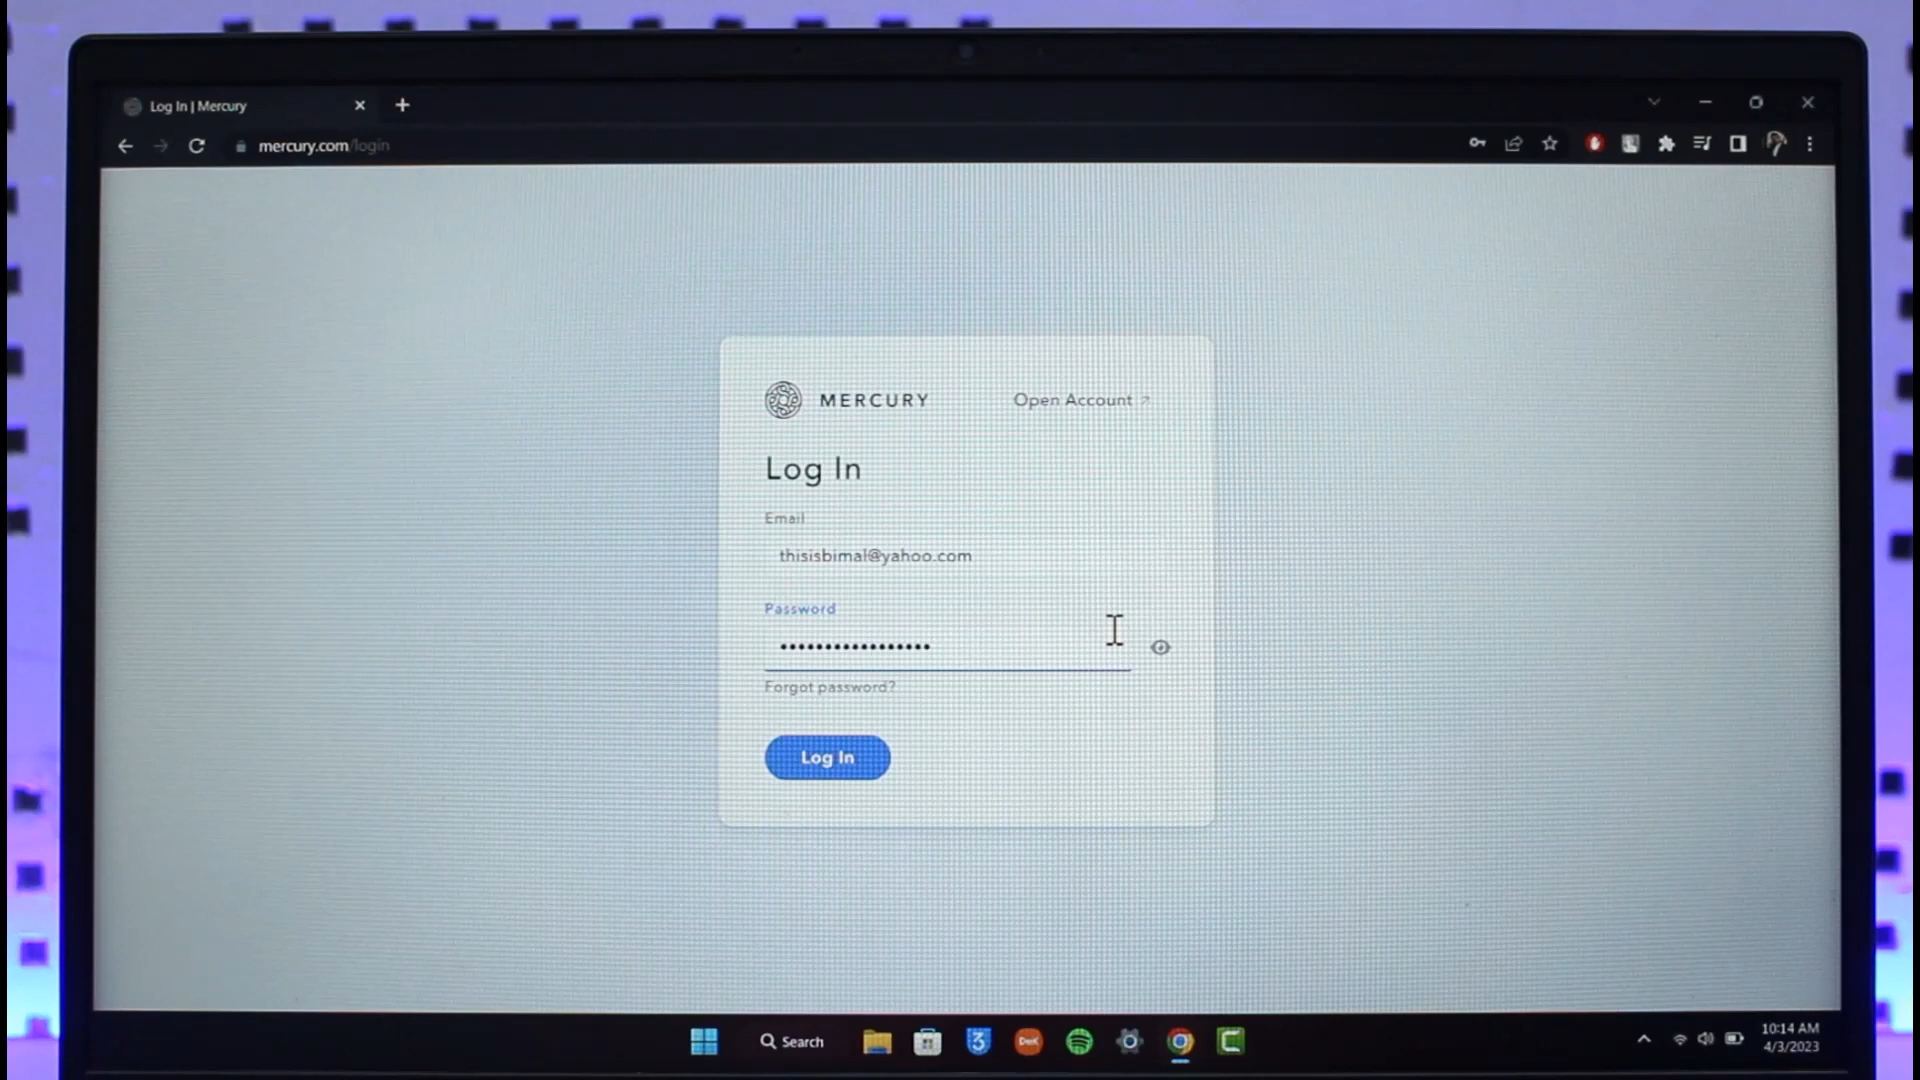 Log In | Mercury
mercury.com/login
MERCURY
Open Account
Log In
Email
thisisbimal@yahoo.com
Password
•••••••••••••••••
Forgot password?
Log In
Search
3
10:14 AM
4/3/2023